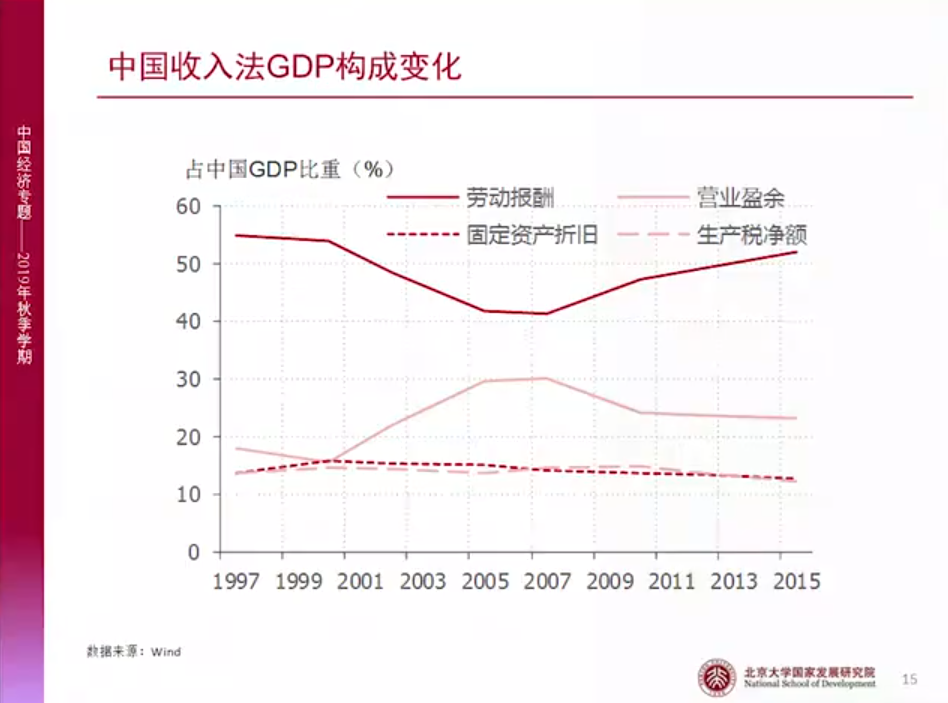 中国收入法GDP构成变化
中国经济专题——2019年秋季学期
占中国GDP比重（%）
劳动报酬
营业盈余
固定资产折旧
生产税净额
60
50
40
30
20
10
0
1997 1999 2001 2003 2005 2007 2009 2011 2013 2015
数据来源：Wind
北京大学国家发展研究院
National School of Development
15